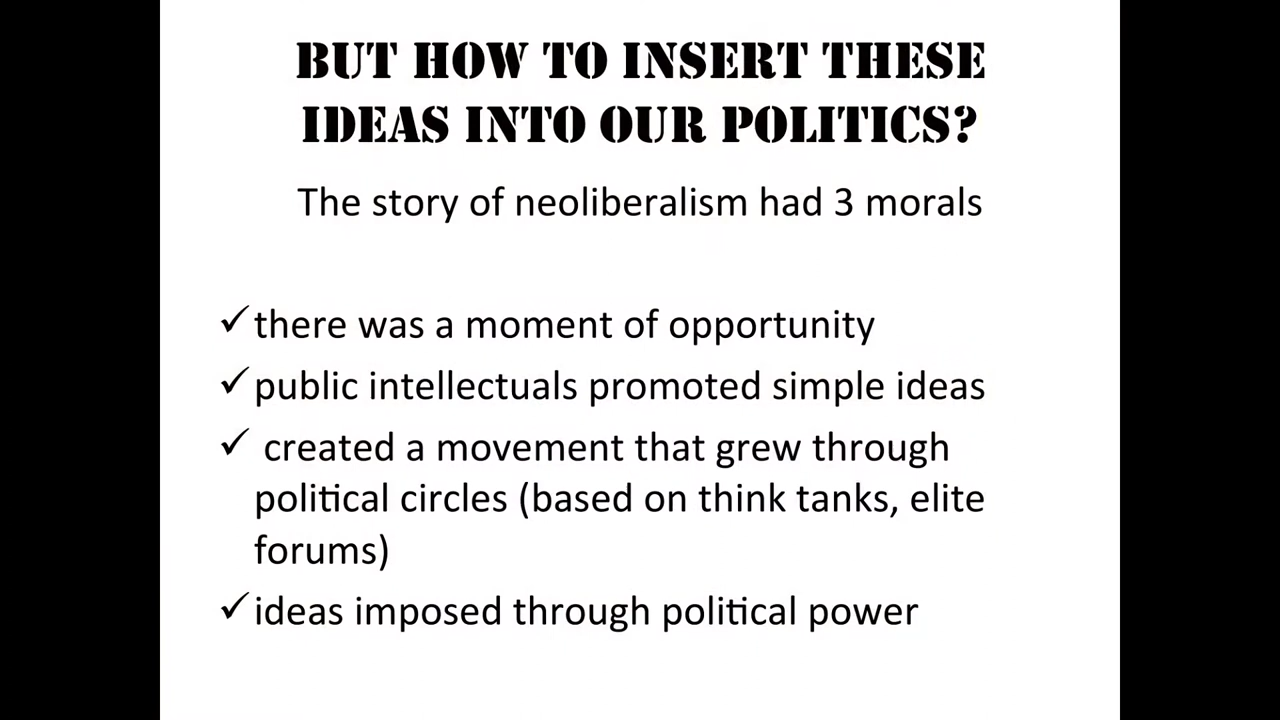 BUT HOW TO INSERT THESE
IDEAS INTO OUR POLITICS?
The story of neoliberalism had 3 morals
✓there was a moment of opportunity
✓public intellectuals promoted simple ideas
✓ created a movement that grew through
political circles (based on think tanks, elite
forums)
✓ideas imposed through political power